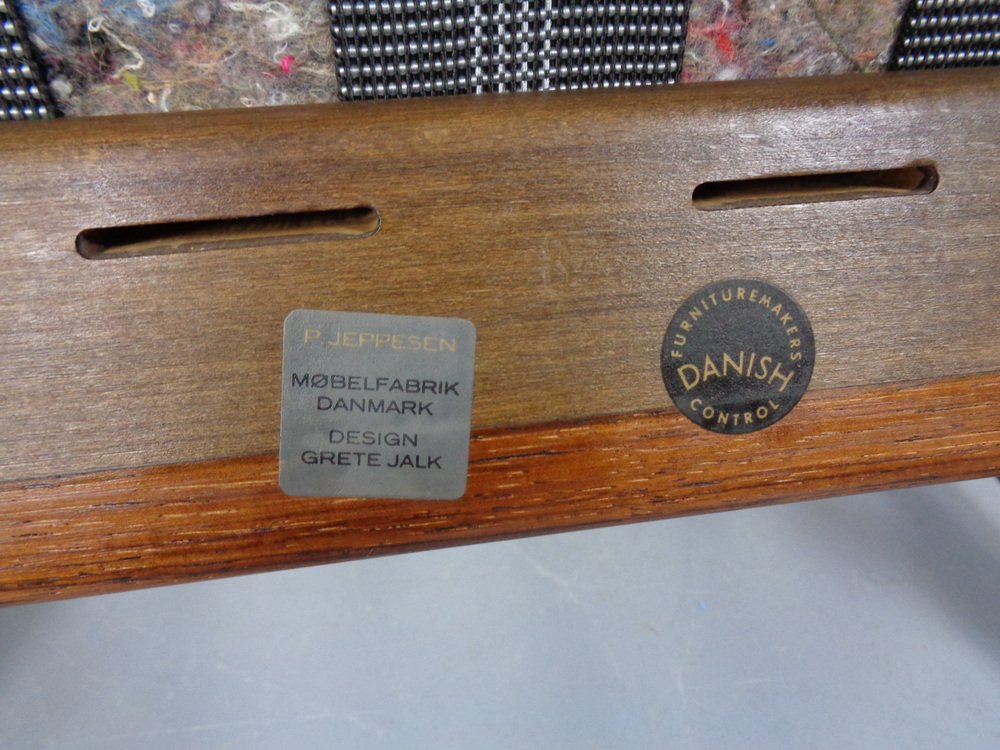 P. JEPPESEN
MØBELFABRIK
DANMARK
DESIGN
GRETE JALK
FURNITUREMAKERS
DANISH
CONTROL